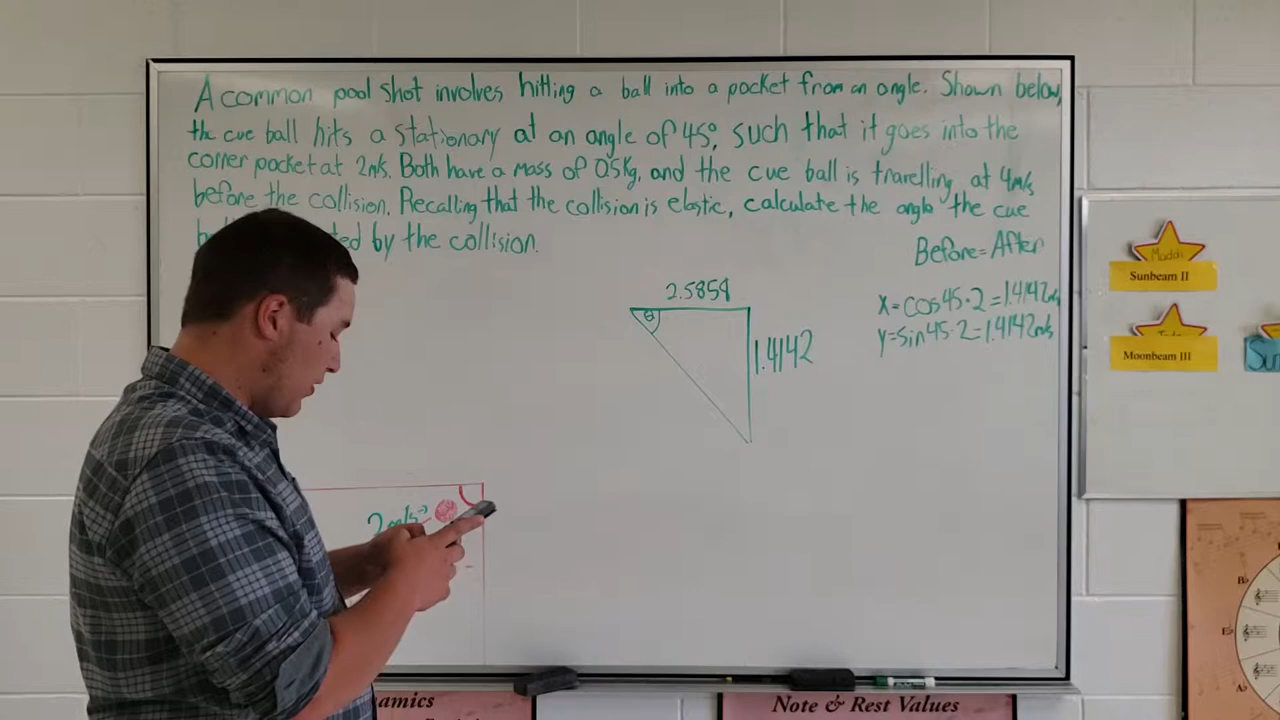 A common pool shot involves hitting a ball into a pocket from an angle. Shown below,
the cue ball hits a stationary at an angle of 45°, such that it goes into the
corner pocket at 2m/s. Both have a mass of 0.5Kg, and the cue ball is travelling at 4m/s
before the collision. Recalling that the collision is elastic, calculate the angle the cue
by the collision.
Before = After
2.5858
θ
1.4142
x = cos45·2 = 1.4142m/s
y = sin45·2 = 1.4142m/s
2m/s
Maddi
Sunbeam II
Moonbeam III
Sun
B♭
E♭
A♭
amics
Note & Rest Values